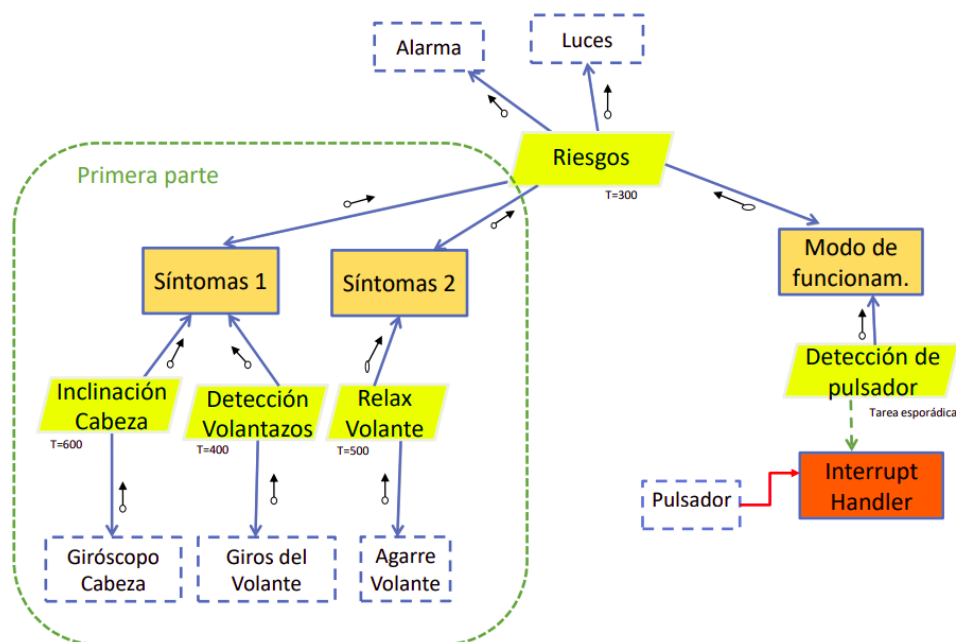 Alarma
Luces
Riesgos
T=300
Primera parte
Síntomas 1
Síntomas 2
Modo de
funcionam.
Inclinación
Cabeza
T=600
Detección
Volantazos
T=400
Relax
Volante
T=500
Detección de
pulsador
Tarea esporádica
Interrupt
Handler
Pulsador
Giróscopo
Cabeza
Giros del
Volante
Agarre
Volante